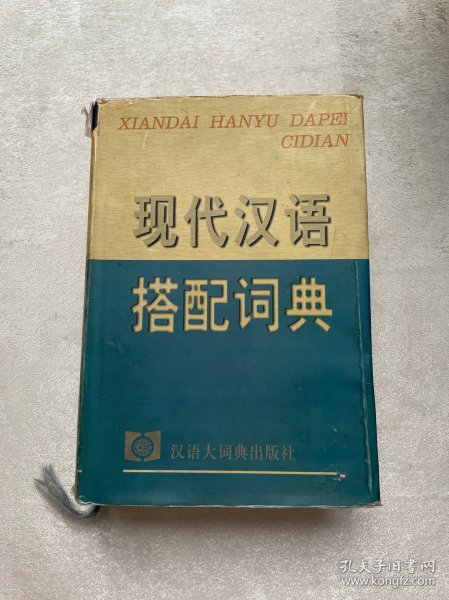 XIANDAI HANYU DAPEI
CIDIAN
现代汉语
搭配词典
汉语大词典出版社
孔夫子旧书网
www.kongfz.com